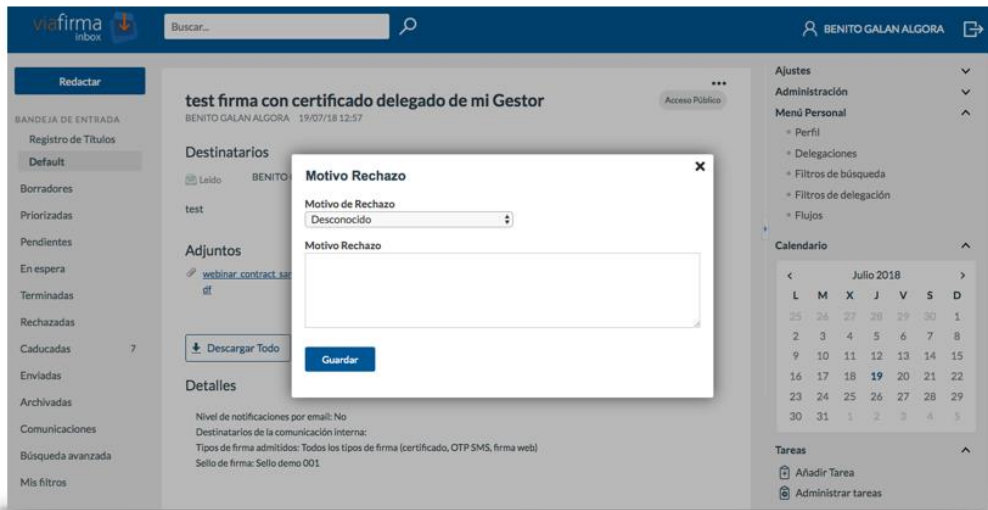 viafirma
inbox
Buscar...
BENITO GALAN ALGORA
Redactar
BANDEJA DE ENTRADA
Registro de Títulos
Default
Borradores
Priorizadas
Pendientes
En espera
Terminadas
Rechazadas
Caducadas 7
Enviadas
Archivadas
Comunicaciones
Búsqueda avanzada
Mis filtros
test firma con certificado delegado de mi Gestor
Acceso Público
BENITO GALAN ALGORA 19/07/18 12:57
Destinatarios
Leído BENITO
test
Adjuntos
webinar_contract_sa
df
Descargar Todo
Detalles
Nivel de notificaciones por email: No
Destinatarios de la comunicación interna:
Tipos de firma admitidos: Todos los tipos de firma (certificado, OTP SMS, firma web)
Sello de firma: Sello demo 001
Motivo Rechazo
Motivo de Rechazo
Desconocido
Motivo Rechazo
Guardar
Ajustes
Administración
Menú Personal
Perfil
Delegaciones
Filtros de búsqueda
Filtros de delegación
Flujos
Calendario
Julio 2018
L M X J V S D
25 26 27 28 29 30 1
2 3 4 5 6 7 8
9 10 11 12 13 14 15
16 17 18 19 20 21 22
23 24 25 26 27 28 29
30 31 1 2 3 4 5
Tareas
Añadir Tarea
Administrar tareas